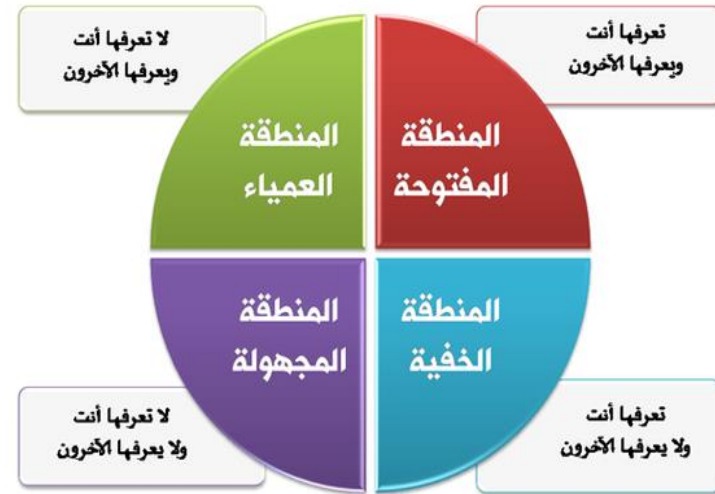 تعرفها أنت
ويعرفها الآخرون
المنطقة
المفتوحة
لا تعرفها أنت
ويعرفها الآخرون
المنطقة
العمياء
المنطقة
الخفية
تعرفها أنت
ولا يعرفها الآخرون
المنطقة
المجهولة
لا تعرفها أنت
ولا يعرفها الآخرون